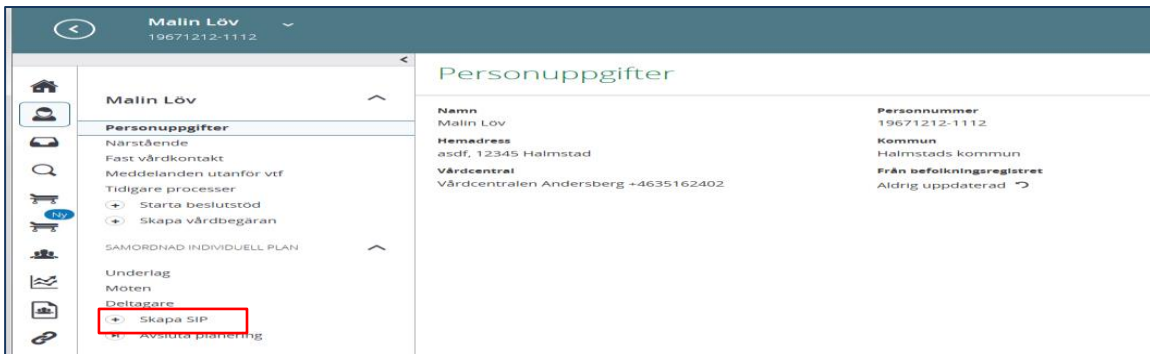 Malin Löv
19671212-1112
<
Malin Löv
Personuppgifter
Närstående
Fast vårdkontakt
Meddelanden utanför vtf
Tidigare processer
+ Starta beslutstöd
+ Skapa vårdbegäran
SAMORDNAD INDIVIDUELL PLAN
Underlag
Möten
Deltagare
+ Skapa SIP
Avsluta planering
Ny
Personuppgifter
Namn
Malin Löv
Hemadress
asdf, 12345 Halmstad
Vårdcentral
Vårdcentralen Andersberg +4635162402
Personnummer
19671212-1112
Kommun
Halmstads kommun
Från befolkningsregistret
Aldrig uppdaterad